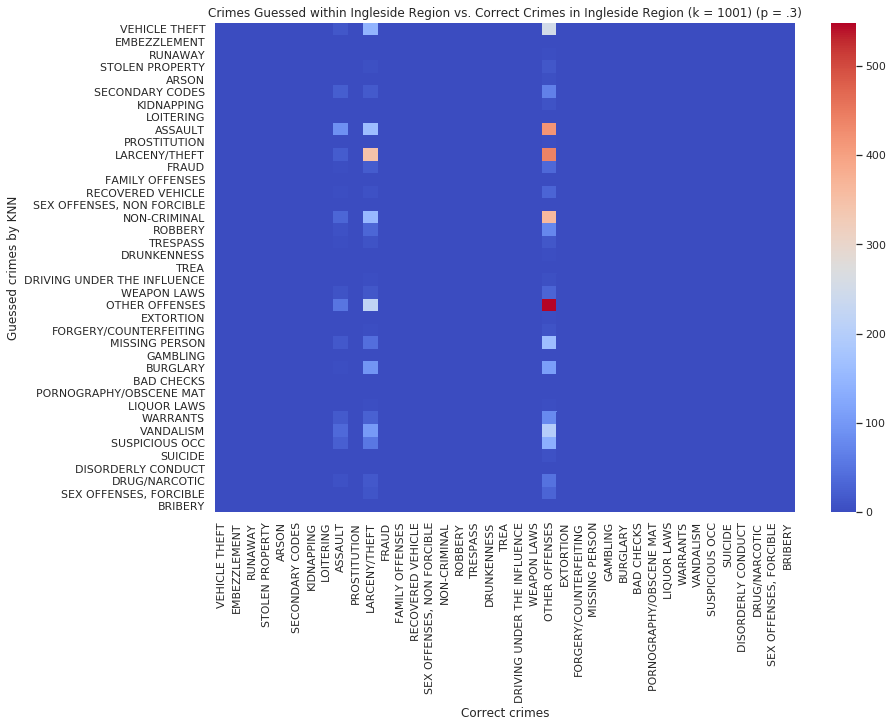 Crimes Guessed within Ingleside Region vs. Correct Crimes in Ingleside Region (k = 1001) (p = .3)
Guessed crimes by KNN
VEHICLE THEFT
EMBEZZLEMENT
RUNAWAY
STOLEN PROPERTY
ARSON
SECONDARY CODES
KIDNAPPING
LOITERING
ASSAULT
PROSTITUTION
LARCENY/THEFT
FRAUD
FAMILY OFFENSES
RECOVERED VEHICLE
SEX OFFENSES, NON FORCIBLE
NON-CRIMINAL
ROBBERY
TRESPASS
DRUNKENNESS
TREA
DRIVING UNDER THE INFLUENCE
WEAPON LAWS
OTHER OFFENSES
EXTORTION
FORGERY/COUNTERFEITING
MISSING PERSON
GAMBLING
BURGLARY
BAD CHECKS
PORNOGRAPHY/OBSCENE MAT
LIQUOR LAWS
WARRANTS
VANDALISM
SUSPICIOUS OCC
SUICIDE
DISORDERLY CONDUCT
DRUG/NARCOTIC
SEX OFFENSES, FORCIBLE
BRIBERY
VEHICLE THEFT
EMBEZZLEMENT
RUNAWAY
STOLEN PROPERTY
ARSON
SECONDARY CODES
KIDNAPPING
LOITERING
ASSAULT
PROSTITUTION
LARCENY/THEFT
FRAUD
FAMILY OFFENSES
RECOVERED VEHICLE
SEX OFFENSES, NON FORCIBLE
NON-CRIMINAL
ROBBERY
TRESPASS
DRUNKENNESS
TREA
DRIVING UNDER THE INFLUENCE
WEAPON LAWS
OTHER OFFENSES
EXTORTION
FORGERY/COUNTERFEITING
MISSING PERSON
GAMBLING
BURGLARY
BAD CHECKS
PORNOGRAPHY/OBSCENE MAT
LIQUOR LAWS
WARRANTS
VANDALISM
SUSPICIOUS OCC
SUICIDE
DISORDERLY CONDUCT
DRUG/NARCOTIC
SEX OFFENSES, FORCIBLE
BRIBERY
Correct crimes
500
400
300
200
100
0